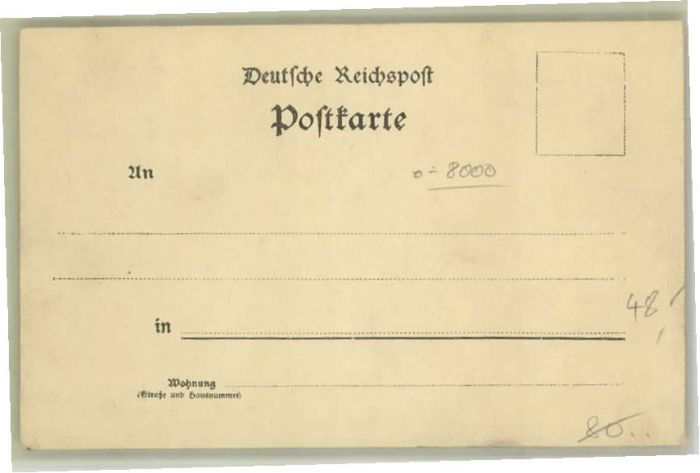 Deutsche Reichspost
Postkarte
An
8000
in
48
Wohnung
(Straße und Hausnummer)
80..